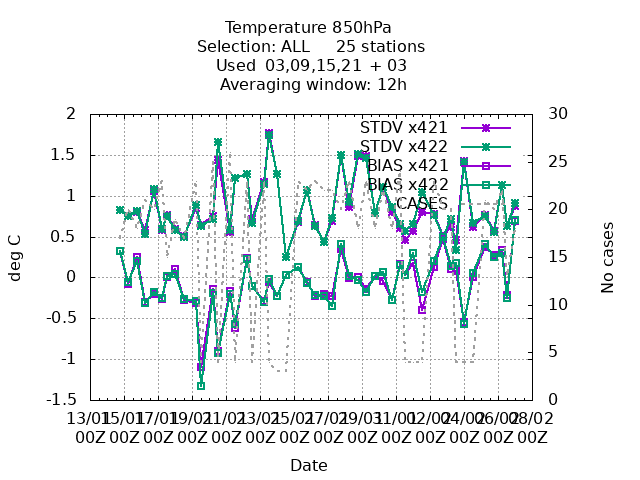 Temperature 850hPa
Selection: ALL 25 stations
Used 03,09,15,21 + 03
Averaging window: 12h
2
1.5
1
0.5
0
-0.5
-1
-1.5
30
25
20
15
10
5
0
STDV x421
STDV x422
BIAS x421
BIAS x422
CASES
deg C
No cases
13/01 15/01 17/01 19/01 21/01 23/01 25/01 27/01 29/01 31/01 02/02 04/02 06/02 08/02
00Z 00Z 00Z 00Z 00Z 00Z 00Z 00Z 00Z 00Z 00Z 00Z 00Z 00Z
Date